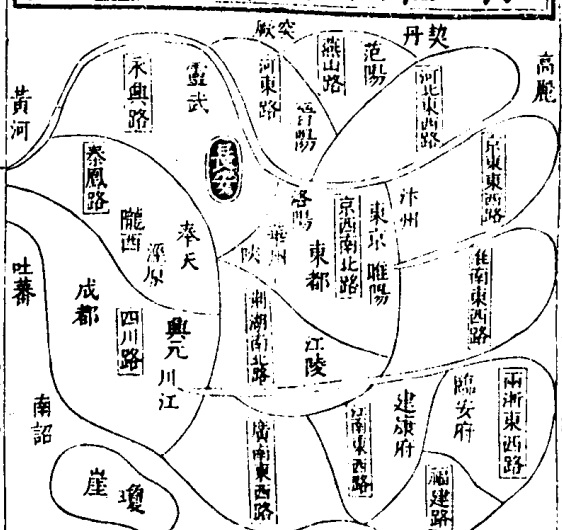 高麗
契丹
突厥
黃河
永興路
靈武
河東路
晉陽
燕山路
范陽
河北東西路
京東東西路
長安
秦鳳路
隴西
涇原
奉天
洛陽
華州
陝
東都
京西南北路
東京
睢陽
汴州
淮南東西路
吐蕃
成都
四川路
興元
川江
荊湖南北路
江陵
南詔
崖
瓊
廣南東西路
江南東西路
建康府
臨安府
兩浙東西路
福建路